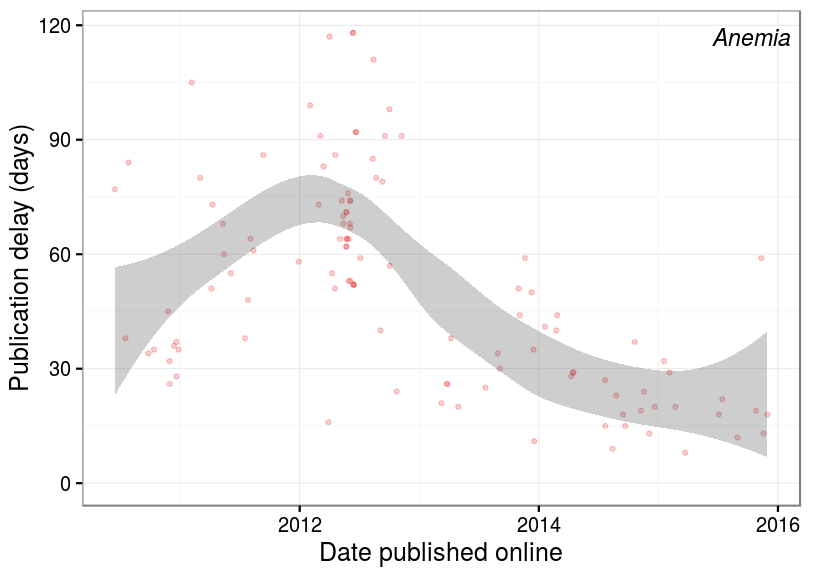 Anemia
Publication delay (days)
120
90
60
30
0
2012 2014 2016
Date published online